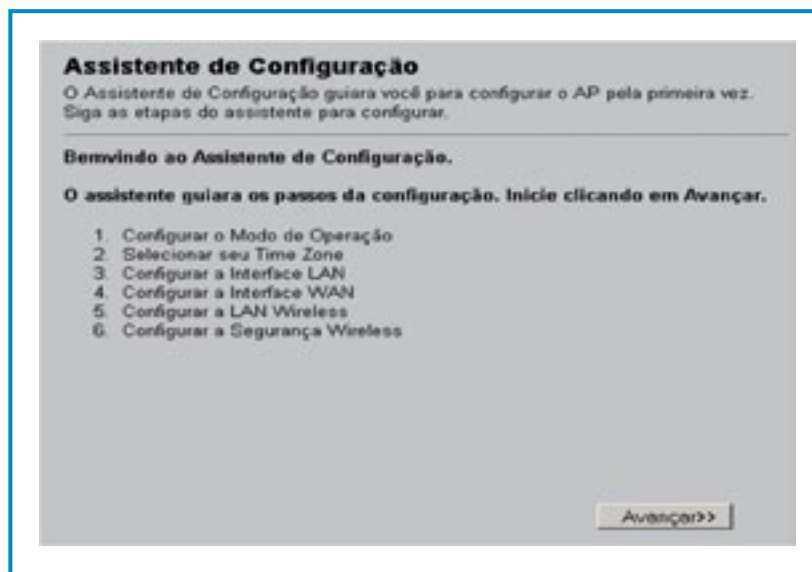 Assistente de Configuração
O Assistente de Configuração guiara você para configurar o AP pela primeira vez.
Siga as etapas do assistente para configurar.
Bemvindo ao Assistente de Configuração.
O assistente guiara os passos da configuração. Inicie clicando em Avançar.
1. Configurar o Modo de Operação
2. Selecionar seu Time Zone
3. Configurar a Interface LAN
4. Configurar a Interface WAN
5. Configurar a LAN Wireless
6. Configurar a Segurança Wireless
Avançar>>